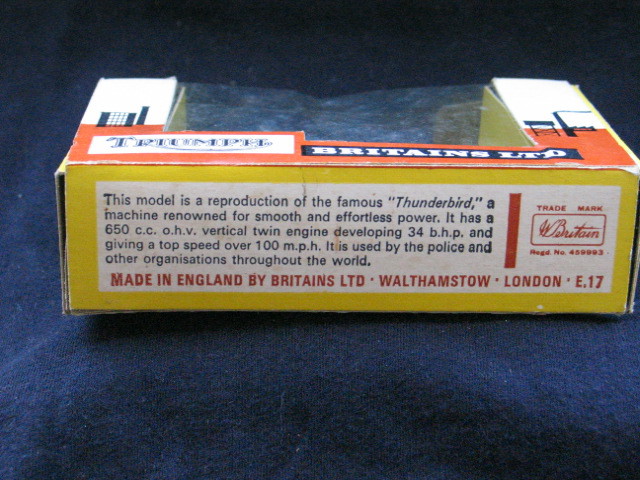 TRIUMPH
BRITAINS LTD
This model is a reproduction of the famous "Thunderbird," a
machine renowned for smooth and effortless power. It has a
650 c.c. o.h.v. vertical twin engine developing 34 b.h.p. and
giving a top speed over 100 m.p.h. It is used by the police and
other organisations throughout the world.
MADE IN ENGLAND BY BRITAINS LTD · WALTHAMSTOW · LONDON · E.17
TRADE MARK
W Britain
Regd. No. 459993